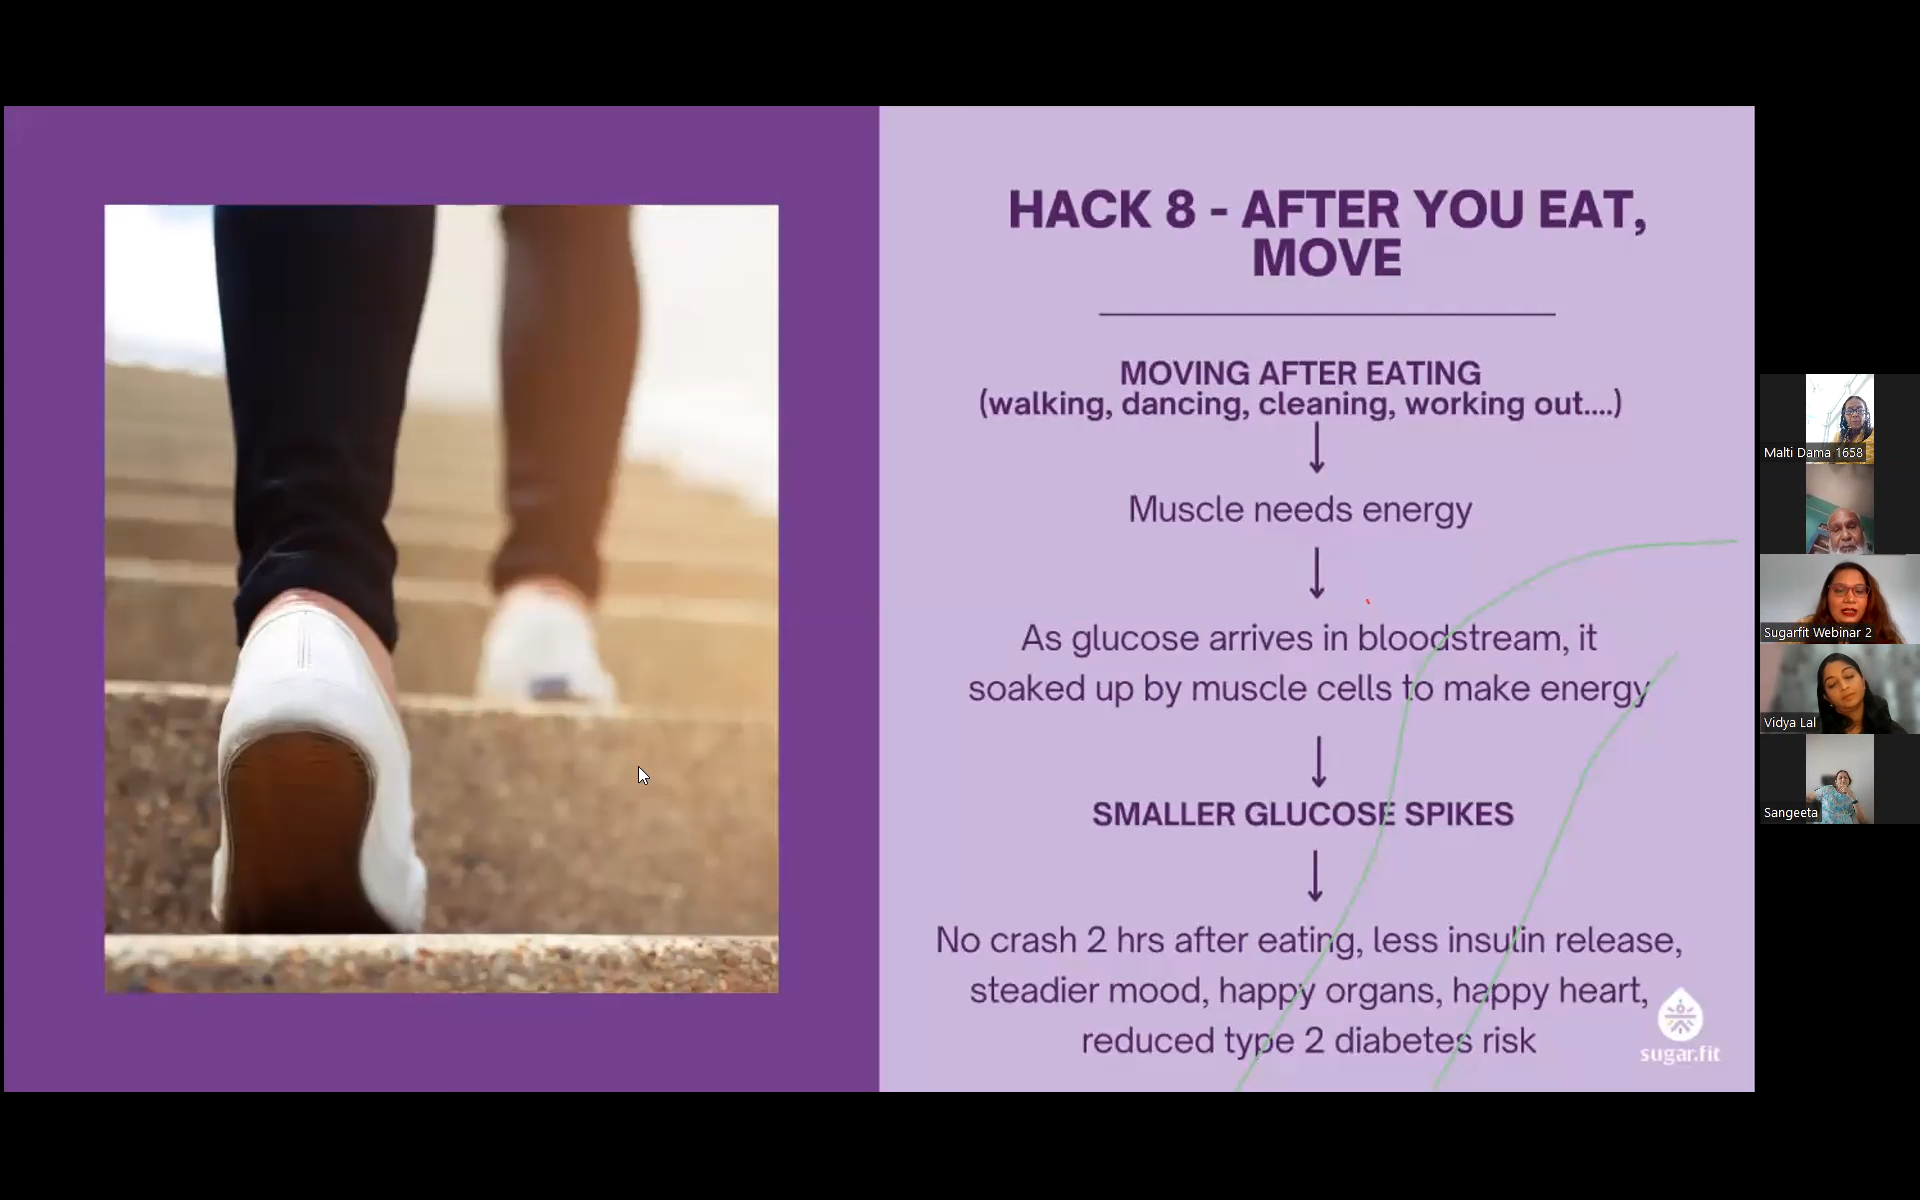 HACK 8 - AFTER YOU EAT,
MOVE
MOVING AFTER EATING
(walking, dancing, cleaning, working out....)
Muscle needs energy
As glucose arrives in bloodstream, it
soaked up by muscle cells to make energy
SMALLER GLUCOSE SPIKES
No crash 2 hrs after eating, less insulin release,
steadier mood, happy organs, happy heart,
reduced type 2 diabetes risk
sugar.fit
Malti Dama 1658
Sugarfit Webinar 2
Vidya Lal
Sangeeta